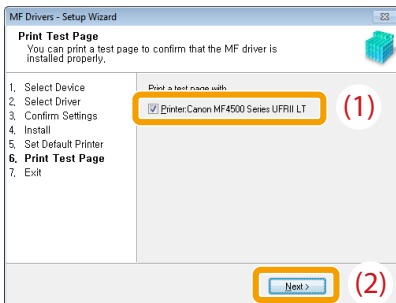 MF Drivers - Setup Wizard
Print Test Page
You can print a test page to confirm that the MF driver is
installed properly.
1. Select Device
2. Select Driver
3. Confirm Settings
4. Install
5. Set Default Printer
6. Print Test Page
7. Exit
Print a test page with
Printer:Canon MF4500 Series UFRII LT
(1)
Next >
(2)